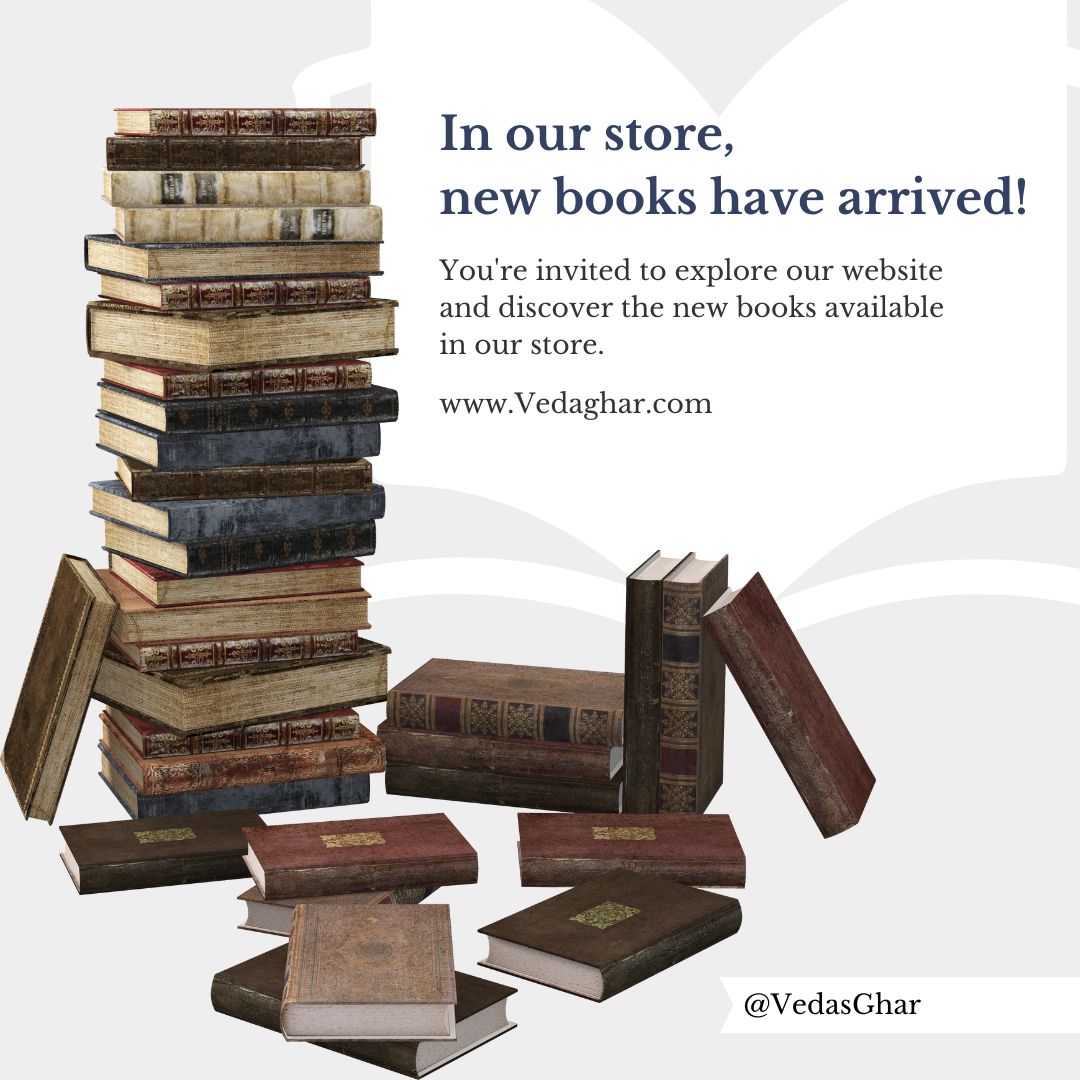 In our store,
new books have arrived!
You're invited to explore our website
and discover the new books available
in our store.
www.Vedaghar.com
@VedasGhar